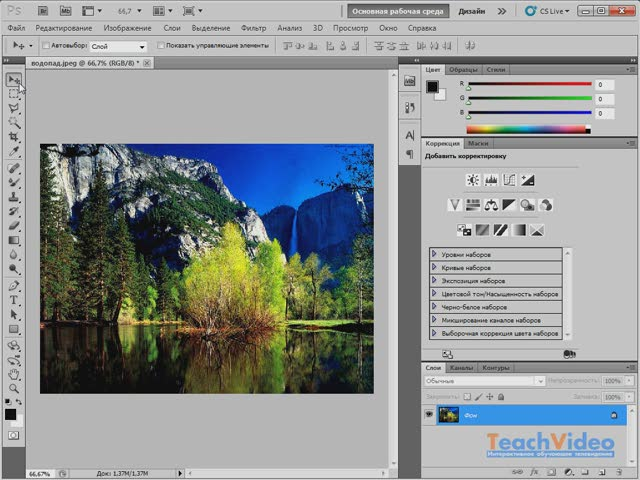 Ps Br Mb 66,7 Основная рабочая среда Дизайн >> CS Live
Файл Редактирование Изображение Слои Выделение Фильтр Анализ 3D Просмотр Окно Справка
Автовыбор: Слой Показать управляющие элементы
водопад.jpeg @ 66,7% (RGB/8) *
Цвет Образцы Стили
R 0
G 0
B 0
Коррекция Маски
Добавить корректировку
Уровни наборов
Кривые наборов
Экспозиция наборов
Цветовой тон/Насыщенность наборов
Черно-белое наборов
Микширование каналов наборов
Выборочная коррекция цвета наборов
Слои Каналы Контуры
Обычные Непрозрачность: 100%
Закрепить: Заливка: 100%
Фон
TeachVideo
Интерактивное обучающее телевидение
66,67% Док: 1,37M/1,37M